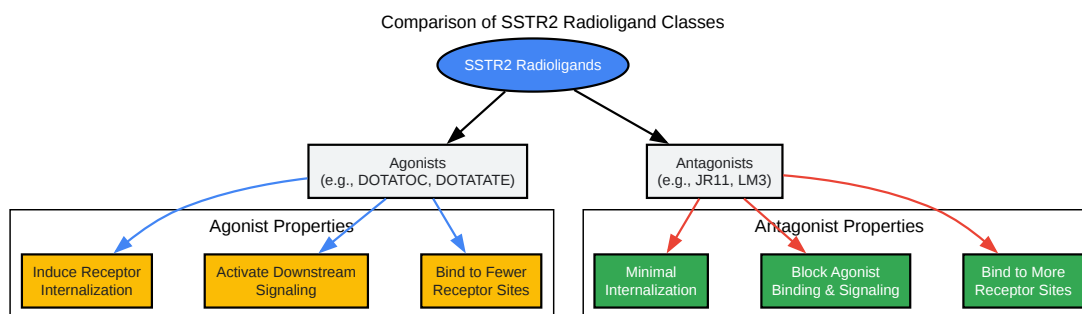 Comparison of SSTR2 Radioligand Classes
SSTR2 Radioligands
Agonists
(e.g., DOTATOC, DOTATATE)
Antagonists
(e.g., JR11, LM3)
Agonist Properties
Induce Receptor
Internalization
Activate Downstream
Signaling
Bind to Fewer
Receptor Sites
Antagonist Properties
Minimal
Internalization
Block Agonist
Binding & Signaling
Bind to More
Receptor Sites